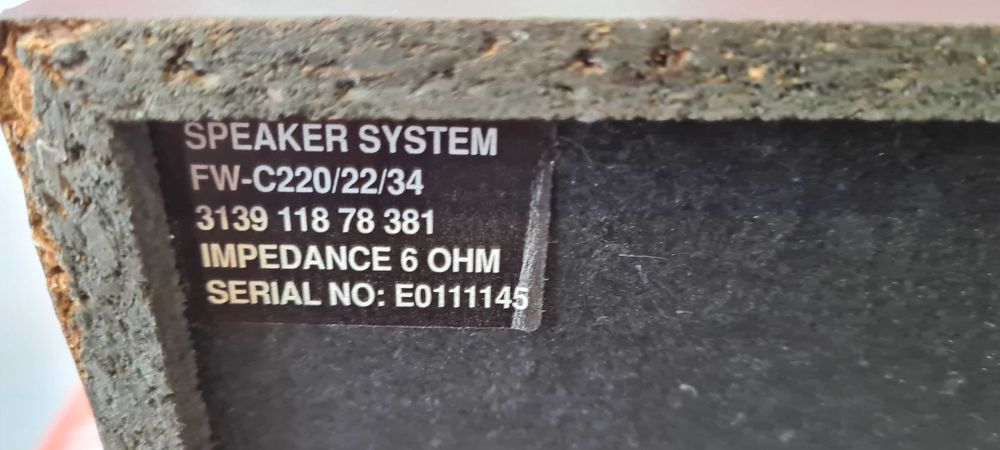 SPEAKER SYSTEM
FW-C220/22/34
3139 118 78 381
IMPEDANCE 6 OHM
SERIAL NO: E0111145